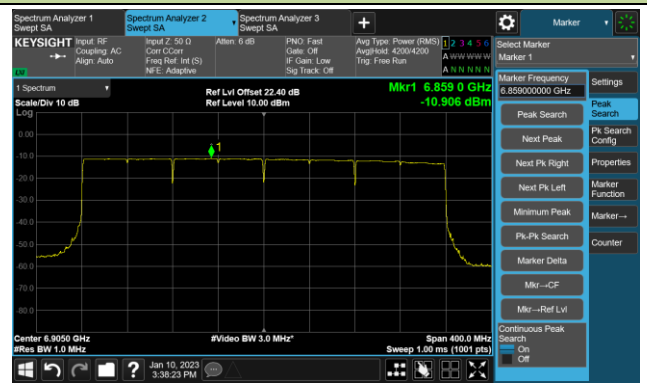 Spectrum Analyzer 1
Swept SA
Spectrum Analyzer 2
Swept SA
Spectrum Analyzer 3
Swept SA
Marker
KEYSIGHT
Input: RF
Coupling: AC
Align: Auto
Input Z: 50 Ω
Corr CCorr
Freq Ref: Int (S)
NFE: Adaptive
Atten: 6 dB
PNO: Fast
Gate: Off
IF Gain: Low
Sig Track: Off
Avg Type: Power (RMS)
Avg|Hold: 4200/4200
Trig: Free Run
1 2 3 4 5 6
A W W W W W
A N N N N N
LXI
Select Marker
Marker 1
1 Spectrum
Scale/Div 10 dB
Log
Ref Lvl Offset 22.40 dB
Ref Level 10.00 dBm
Mkr1 6.859 0 GHz
-10.906 dBm
Marker Frequency
6.859000000 GHz
Settings
Peak Search
Peak
Search
Next Peak
Pk Search
Config
Next Pk Right
Properties
Next Pk Left
Marker
Function
Minimum Peak
Marker→
Pk-Pk Search
Counter
Marker Delta
Mkr→CF
Mkr→Ref Lvl
Continuous Peak
Search
On
Off
0.00
-10.0
-20.0
-30.0
-40.0
-50.0
-60.0
-70.0
-80.0
1
Center 6.9050 GHz
#Res BW 1.0 MHz
#Video BW 3.0 MHz*
Span 400.0 MHz
Sweep 1.00 ms (1001 pts)
?
Jan 10, 2023
3:38:23 PM